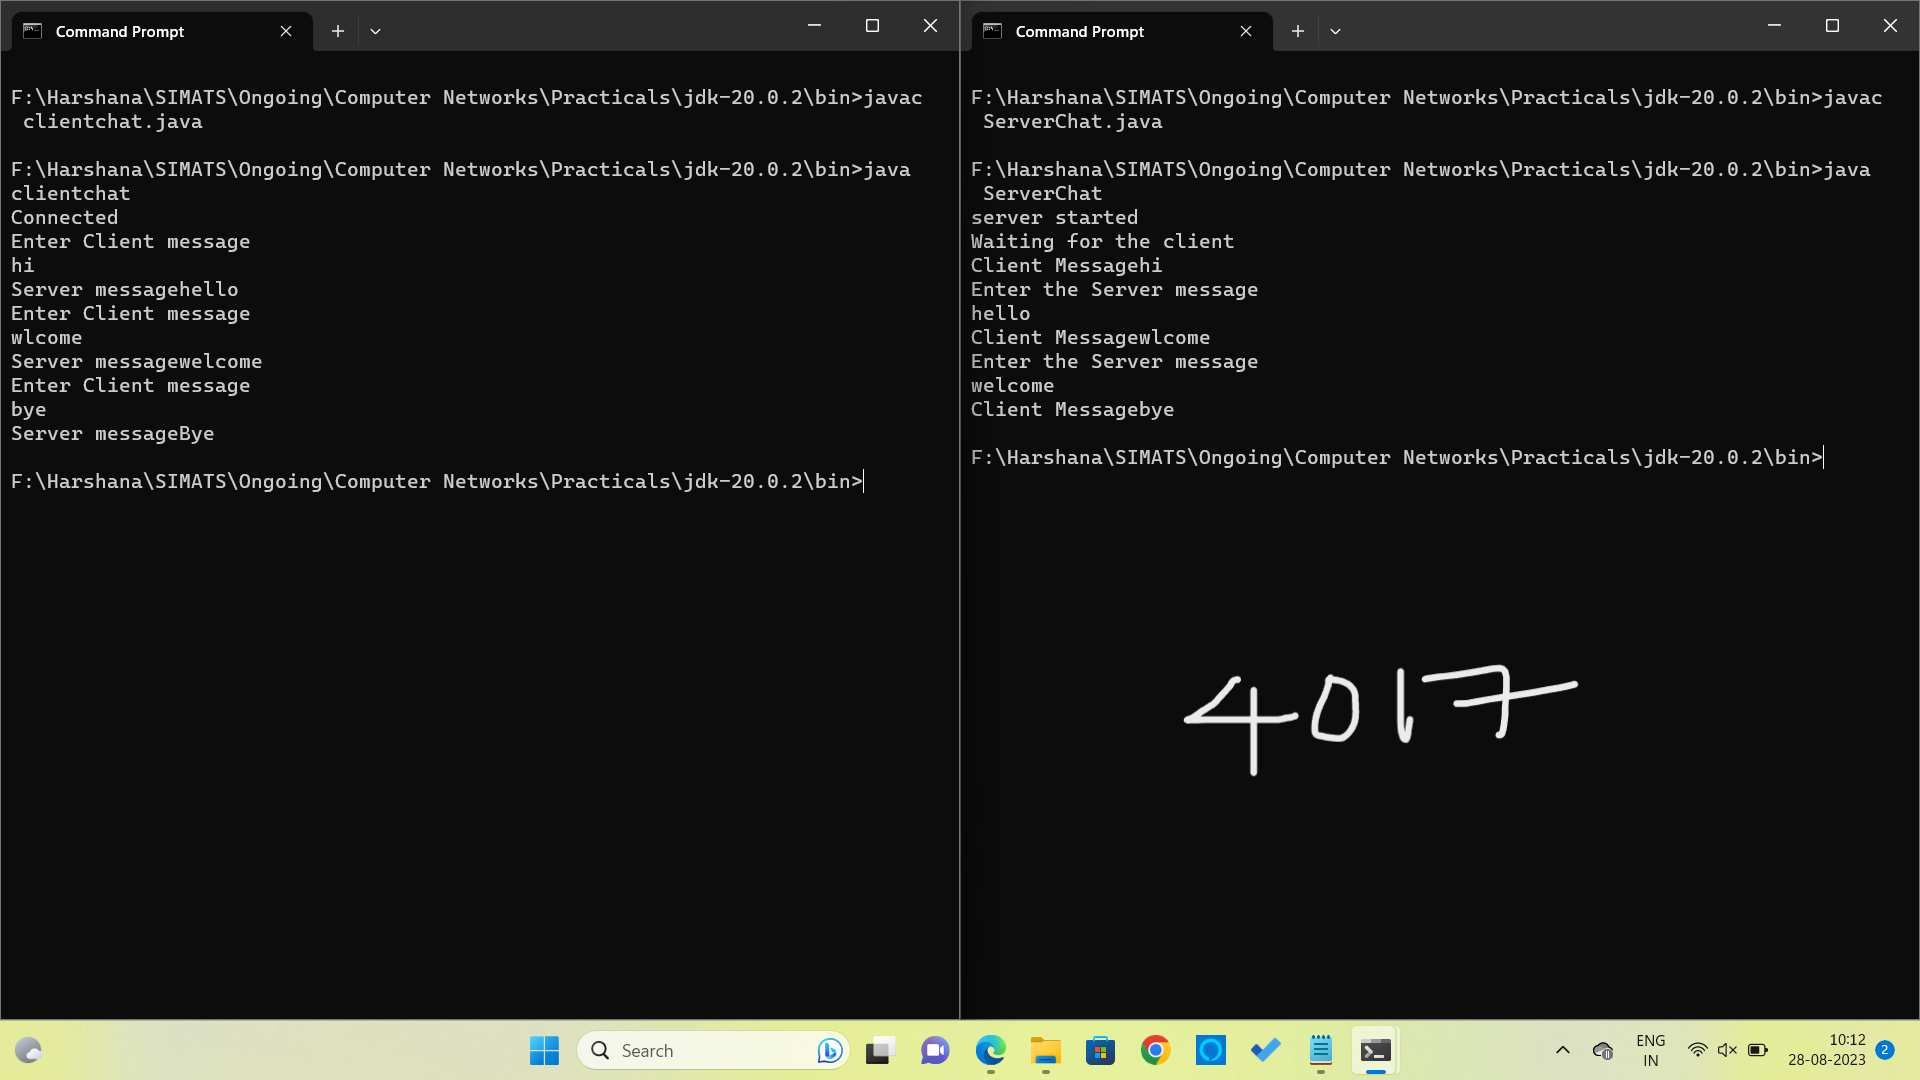 Command Prompt
F:\Harshana\SIMATS\Ongoing\Computer Networks\Practicals\jdk-20.0.2\bin>javac
 clientchat.java
F:\Harshana\SIMATS\Ongoing\Computer Networks\Practicals\jdk-20.0.2\bin>java
clientchat
Connected
Enter Client message
hi
Server messagehello
Enter Client message
wlcome
Server messagewelcome
Enter Client message
bye
Server messageBye
F:\Harshana\SIMATS\Ongoing\Computer Networks\Practicals\jdk-20.0.2\bin>
Command Prompt
F:\Harshana\SIMATS\Ongoing\Computer Networks\Practicals\jdk-20.0.2\bin>javac
 ServerChat.java
F:\Harshana\SIMATS\Ongoing\Computer Networks\Practicals\jdk-20.0.2\bin>java
 ServerChat
server started
Waiting for the client
Client Messagehi
Enter the Server message
hello
Client Messagewlcome
Enter the Server message
welcome
Client Messagebye
F:\Harshana\SIMATS\Ongoing\Computer Networks\Practicals\jdk-20.0.2\bin>
4017
Search
ENG
IN
10:12
28-08-2023
2